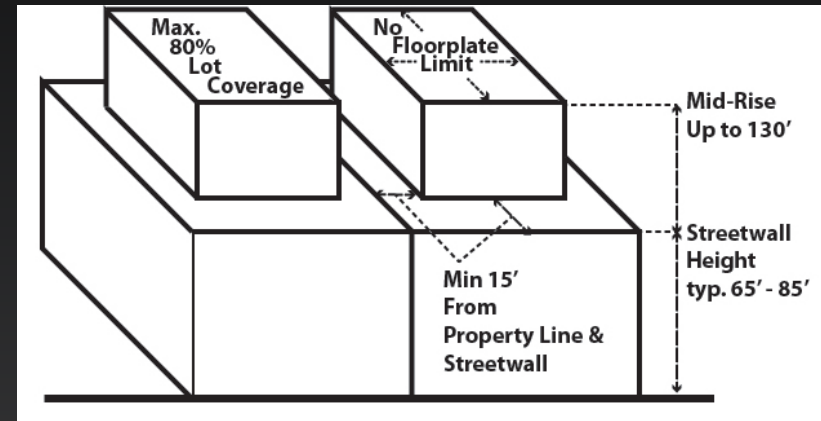 Max.
80%
Lot
Coverage
No
Floorplate
Limit
Mid-Rise
Up to 130′
Streetwall
Height
typ. 65′ - 85′
Min 15′
From
Property Line &
Streetwall